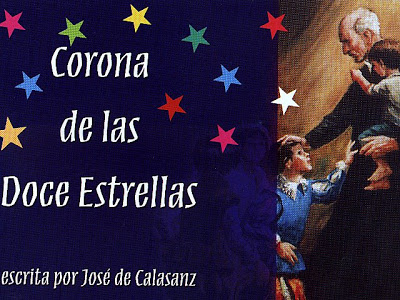 Corona
de las
Doce Estrellas
escrita por José de Calasanz